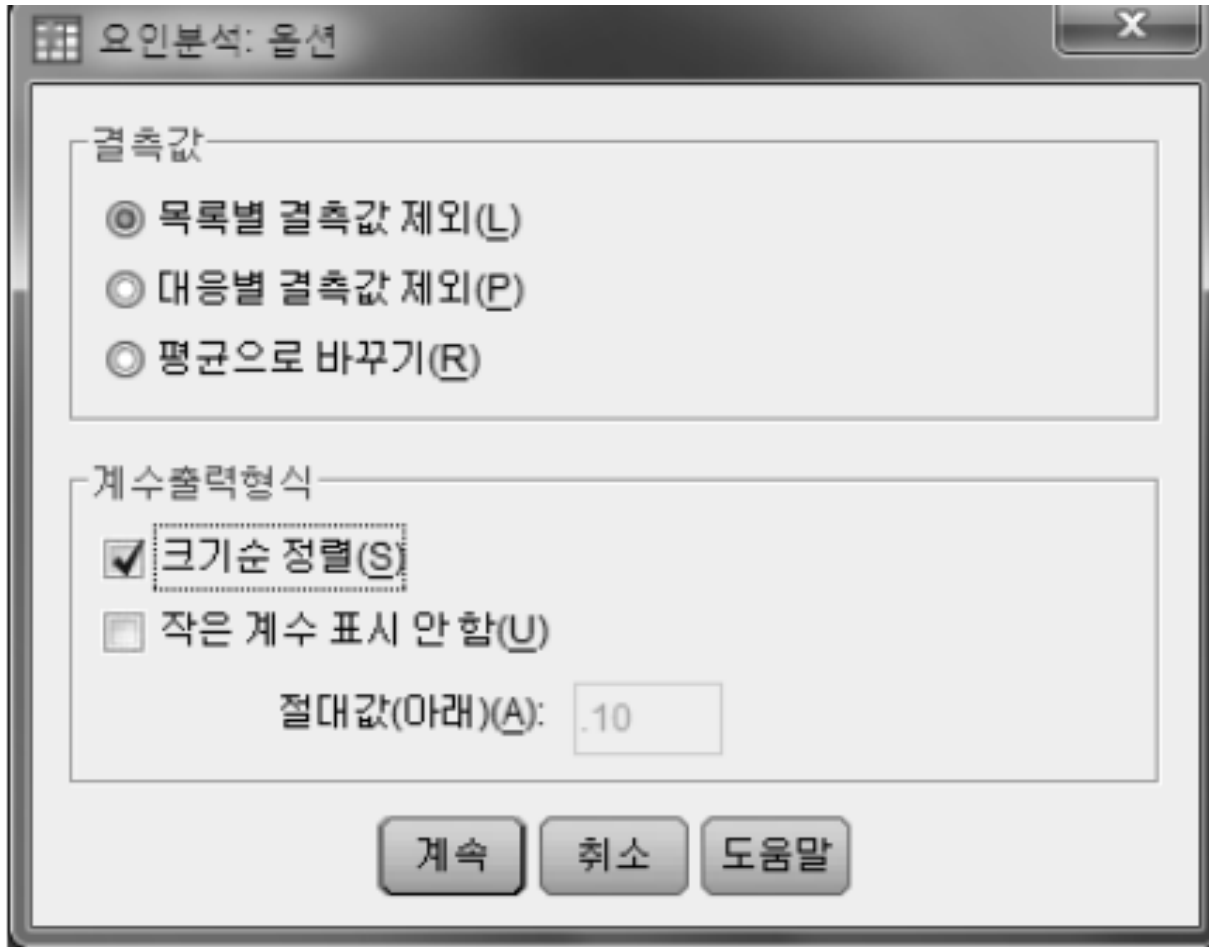 요인분석: 옵션
결측값
목록별 결측값 제외(L)
대응별 결측값 제외(P)
평균으로 바꾸기(R)
계수출력형식
크기순 정렬(S)
작은 계수 표시 안 함(U)
절대값(아래)(A): .10
계속 취소 도움말